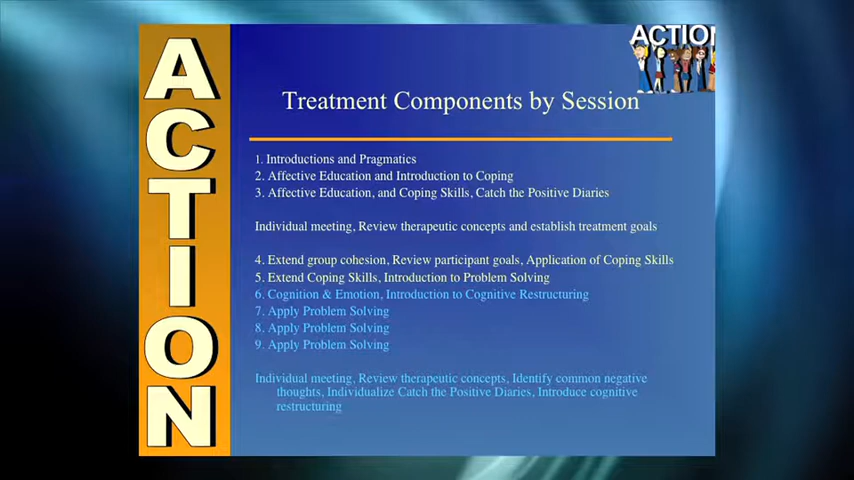 ACTION
ACTION
Treatment Components by Session
1. Introductions and Pragmatics
2. Affective Education and Introduction to Coping
3. Affective Education, and Coping Skills, Catch the Positive Diaries
Individual meeting, Review therapeutic concepts and establish treatment goals
4. Extend group cohesion, Review participant goals, Application of Coping Skills
5. Extend Coping Skills, Introduction to Problem Solving
6. Cognition & Emotion, Introduction to Cognitive Restructuring
7. Apply Problem Solving
8. Apply Problem Solving
9. Apply Problem Solving
Individual meeting, Review therapeutic concepts, Identify common negative
thoughts, Individualize Catch the Positive Diaries, Introduce cognitive
restructuring